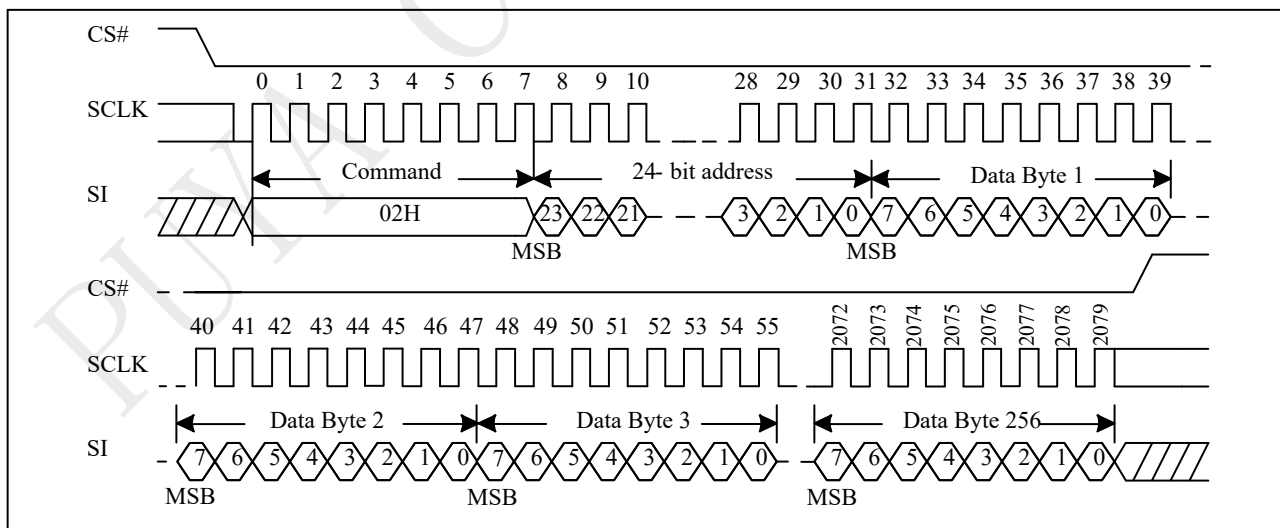 CS#
0 1 2 3 4 5 6 7 8 9 10 28 29 30 31 32 33 34 35 36 37 38 39
SCLK
Command 24- bit address Data Byte 1
SI
02H 23 22 21 3 2 1 0 7 6 5 4 3 2 1 0
MSB MSB
CS#
40 41 42 43 44 45 46 47 48 49 50 51 52 53 54 55 2072 2073 2074 2075 2076 2077 2078 2079
SCLK
Data Byte 2 Data Byte 3 Data Byte 256
SI
7 6 5 4 3 2 1 0 7 6 5 4 3 2 1 0 7 6 5 4 3 2 1 0
MSB MSB MSB
PUYA